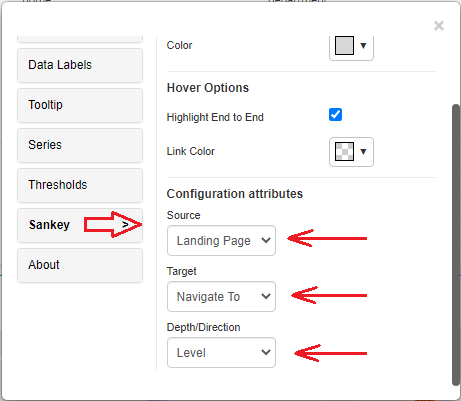 ×
Data Labels
Tooltip
Series
Thresholds
Sankey >
About
Color
Hover Options
Highlight End to End
Link Color
Configuration attributes
Source
Landing Page
Target
Navigate To
Depth/Direction
Level